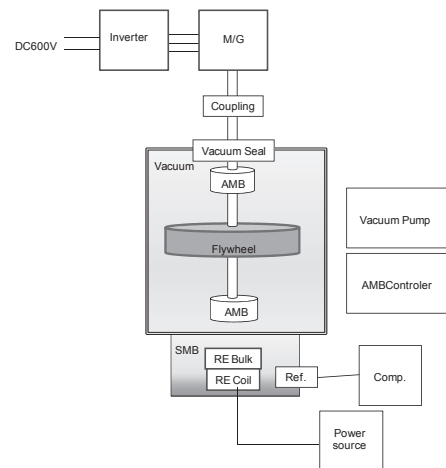 Inverter
M/G
DC600V
Coupling
Vacuum Seal
Vacuum
AMB
Vacuum Pump
Flywheel
AMBControler
AMB
SMB
RE Bulk
RE Coil
Ref.
Comp.
Power
source